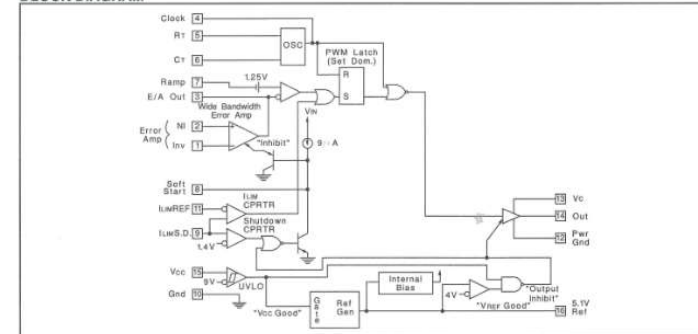 BLOCK DIAGRAM
Clock 4
RT 5
OSC
CT 6
PWM Latch
(Set Dom.)
R
S
Ramp 7
1.25V
E/A Out 3
Wide Bandwidth
Error Amp
VIN
Error
Amp
NI 2
Inv 1
"Inhibit"
9 A
Soft
Start 8
ILIM
CPRTR
ILIMREF 11
Shutdown
CPRTR
ILIMS.D. 9
1.4V
13 Vc
14 Out
12 Pwr
Gnd
Vcc 15
9V
UVLO
Gnd 10
"Vcc Good"
Gate
Ref
Gen
Internal
Bias
4V
"VREF Good"
"Output
Inhibit"
5.1V
16 Ref